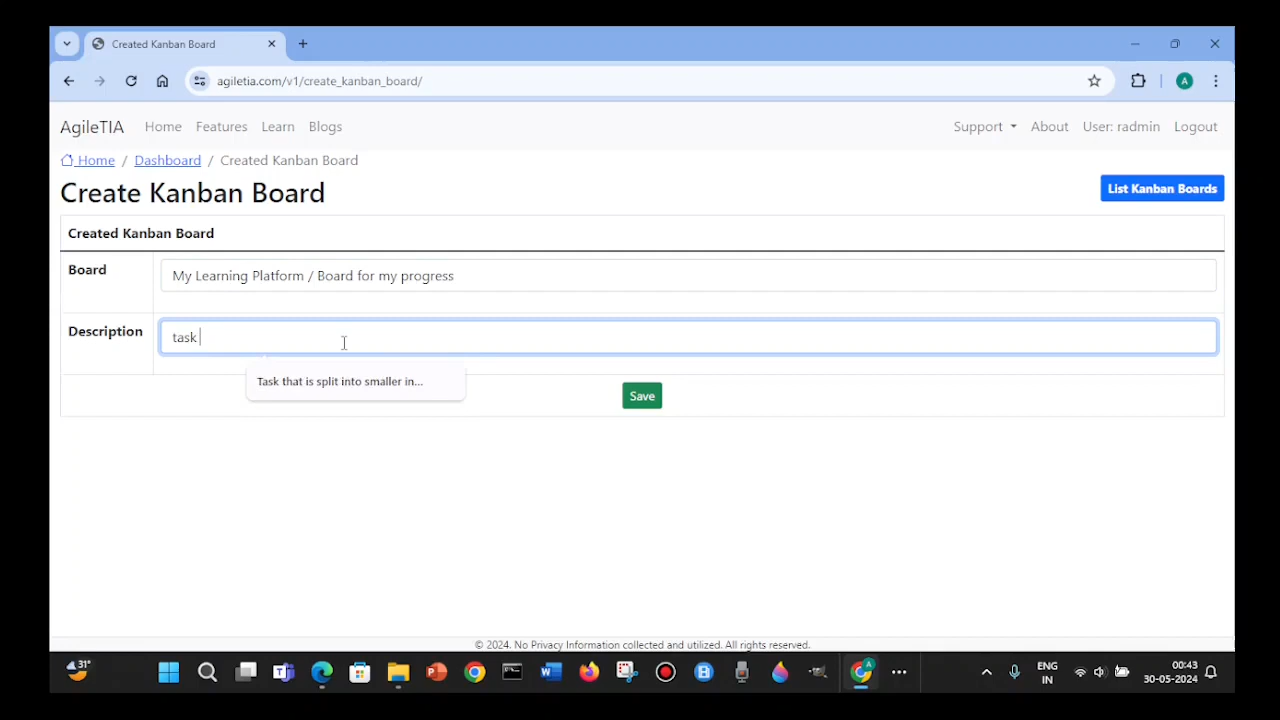 Created Kanban Board
agiletia.com/v1/create_kanban_board/
A
AgileTIA Home Features Learn Blogs Support About User: radmin Logout
Home / Dashboard / Created Kanban Board
Create Kanban Board
List Kanban Boards
Created Kanban Board
Board My Learning Platform / Board for my progress
Description task
Task that is split into smaller in...
Save
© 2024. No Privacy Information collected and utilized. All rights reserved.
31°
ENG 00:43
IN 30-05-2024